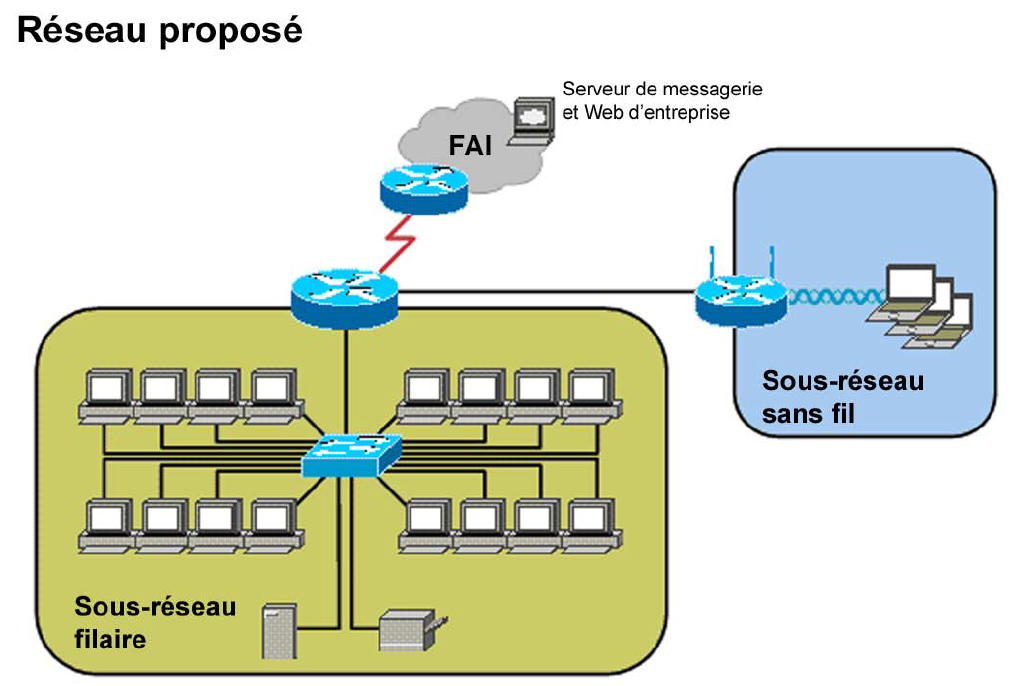 Réseau proposé
Serveur de messagerie
et Web d'entreprise
FAI
Sous-réseau
sans fil
Sous-réseau
filaire